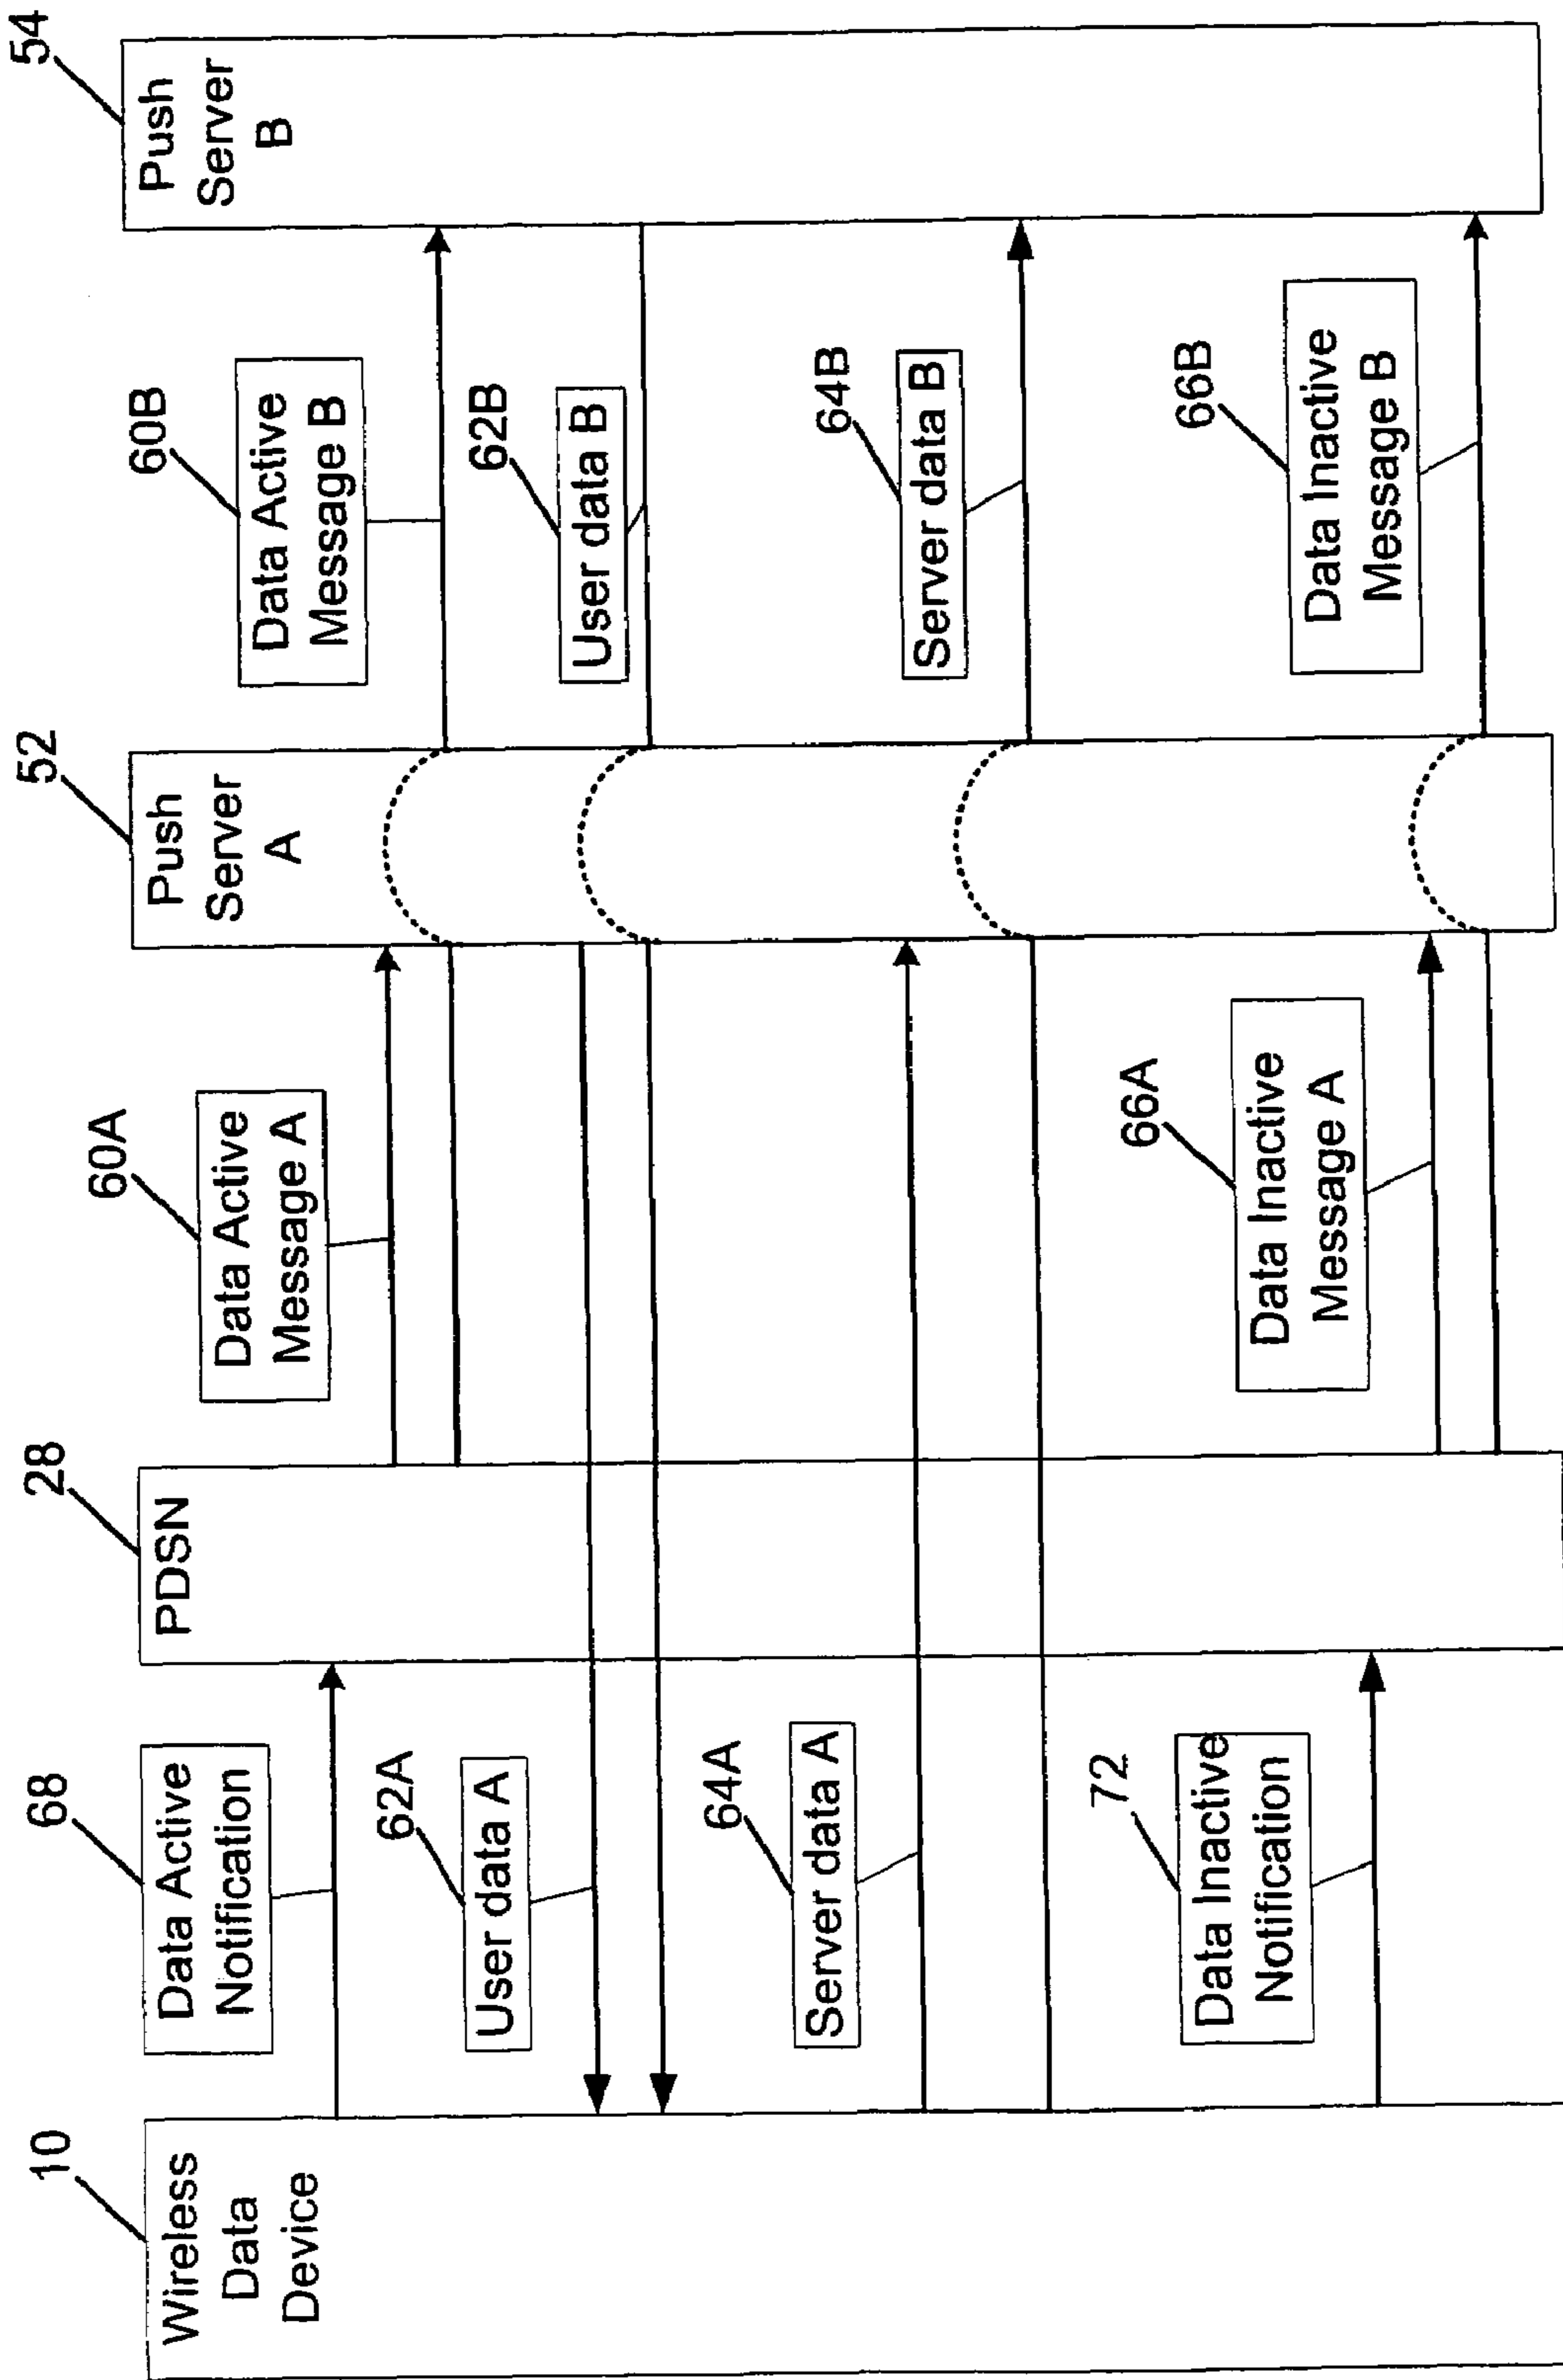 10
Wireless
Data
Device
28
PDSN
52
Push
Server
A
54
Push
Server
B
68
Data Active
Notification
60A
Data Active
Message A
60B
Data Active
Message B
62A
User data A
62B
User data B
64A
Server data A
64B
Server data B
72
Data Inactive
Notification
66A
Data Inactive
Message A
66B
Data Inactive
Message B